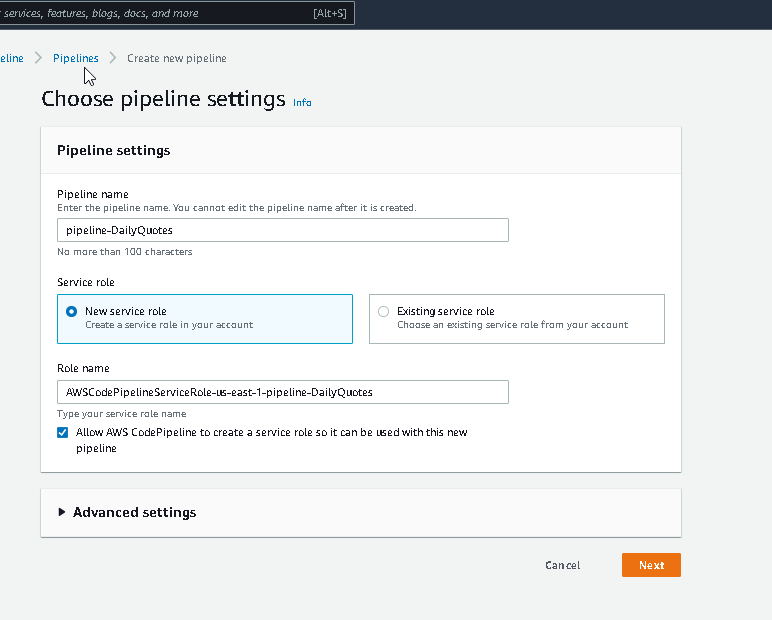 services, features, blogs, docs, and more [Alt+S]
eline Pipelines Create new pipeline
Choose pipeline settings Info
Pipeline settings
Pipeline name
Enter the pipeline name. You cannot edit the pipeline name after it is created.
pipeline-DailyQuotes
No more than 100 characters
Service role
New service role
Create a service role in your account
Existing service role
Choose an existing service role from your account
Role name
AWSCodePipelineServiceRole-us-east-1-pipeline-DailyQuotes
Type your service role name
Allow AWS CodePipeline to create a service role so it can be used with this new
pipeline
Advanced settings
Cancel Next